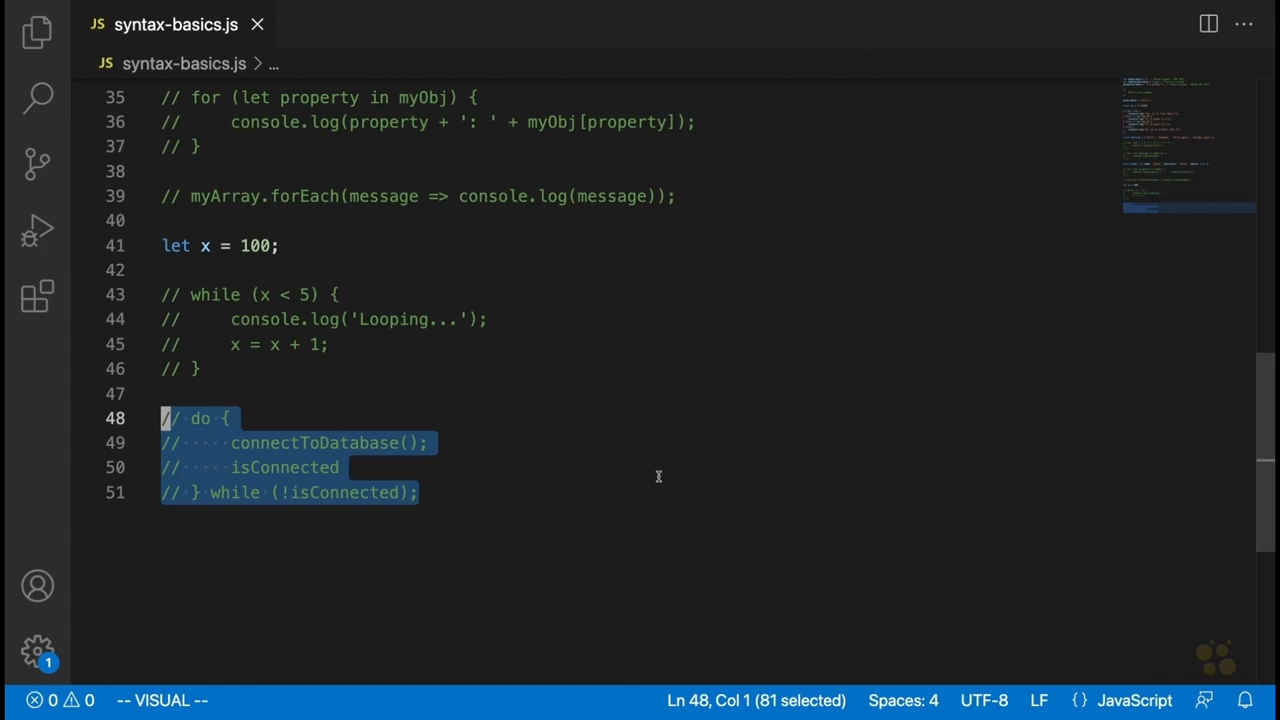 JS syntax-basics.js
JS syntax-basics.js > ...
35 // for (let property in myObj) {
36 //     console.log(property + ': ' + myObj[property]);
37 // }
38
39 // myArray.forEach(message => console.log(message));
40
41 let x = 100;
42
43 // while (x < 5) {
44 //     console.log('Looping...');
45 //     x = x + 1;
46 // }
47
48 // do {
49 //     connectToDatabase();
50 //     isConnected
51 // } while (!isConnected);
1
0 0 -- VISUAL -- Ln 48, Col 1 (81 selected) Spaces: 4 UTF-8 LF {} JavaScript